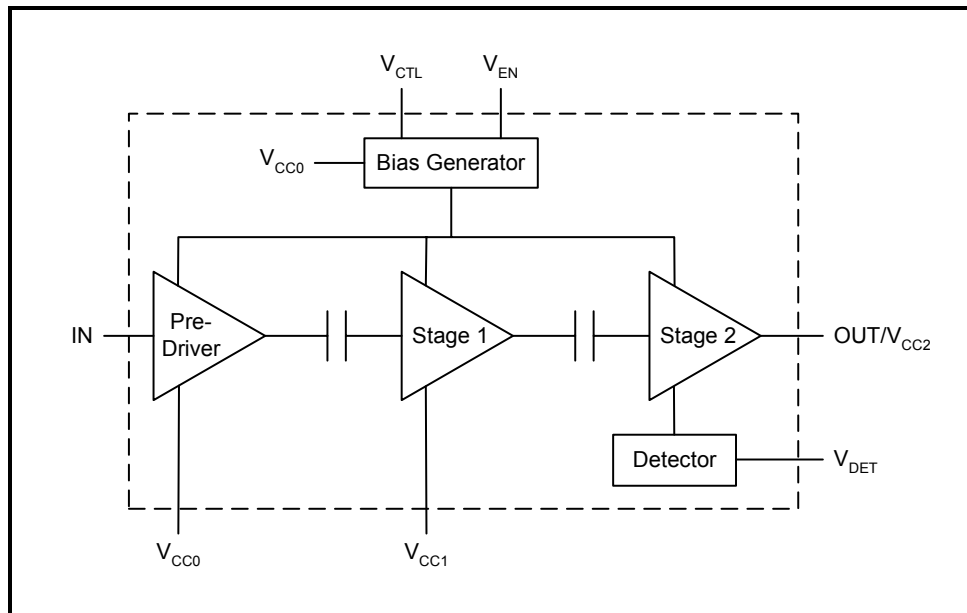 V_CTL
V_EN
V_CC0
Bias Generator
IN
Pre-
Driver
Stage 1
Stage 2
OUT/V_CC2
Detector
V_DET
V_CC0
V_CC1